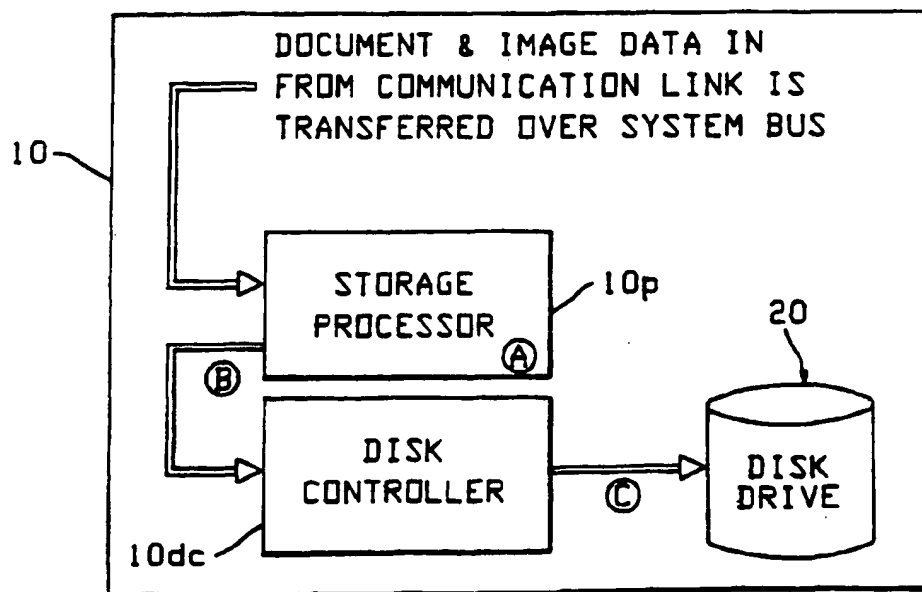 DOCUMENT & IMAGE DATA IN
FROM COMMUNICATION LINK IS
TRANSFERRED OVER SYSTEM BUS
10
STORAGE
PROCESSOR
10p
A
B
20
DISK
CONTROLLER
C
DISK
DRIVE
10dc